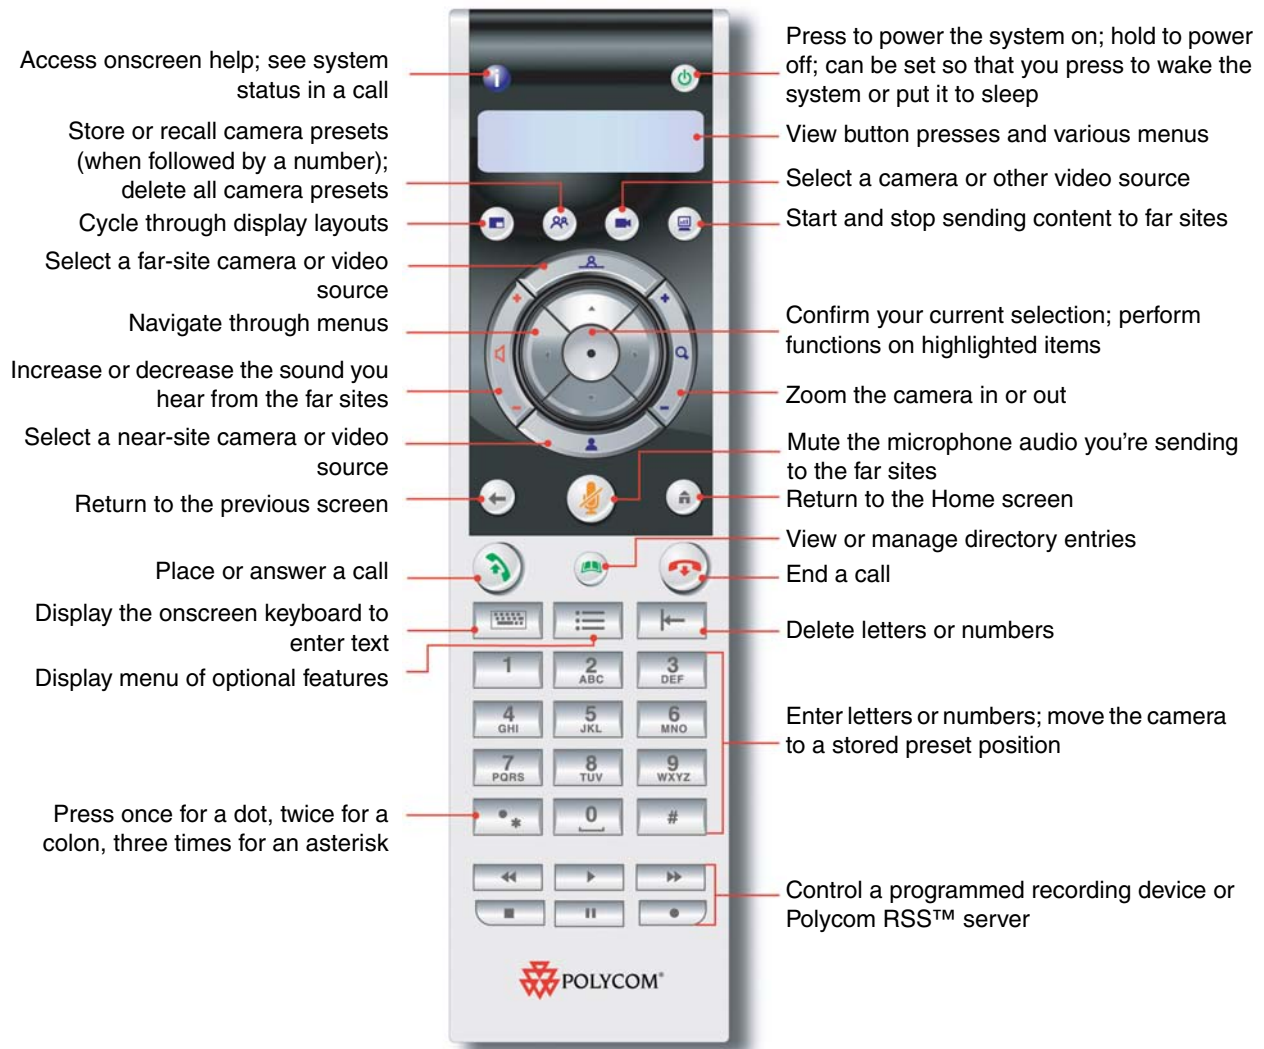 Access onscreen help; see system
status in a call
Store or recall camera presets
(when followed by a number);
delete all camera presets
Cycle through display layouts
Select a far-site camera or video
source
Navigate through menus
Increase or decrease the sound you
hear from the far sites
Select a near-site camera or video
source
Return to the previous screen
Place or answer a call
Display the onscreen keyboard to
enter text
Display menu of optional features
Press once for a dot, twice for a
colon, three times for an asterisk
i
1
2
ABC
3
DEF
4
GHI
5
JKL
6
MNO
7
PQRS
8
TUV
9
WXYZ
*
0
#
POLYCOM®
Press to power the system on; hold to power
off; can be set so that you press to wake the
system or put it to sleep
View button presses and various menus
Select a camera or other video source
Start and stop sending content to far sites
Confirm your current selection; perform
functions on highlighted items
Zoom the camera in or out
Mute the microphone audio you’re sending
to the far sites
Return to the Home screen
View or manage directory entries
End a call
Delete letters or numbers
Enter letters or numbers; move the camera
to a stored preset position
Control a programmed recording device or
Polycom RSS™ server